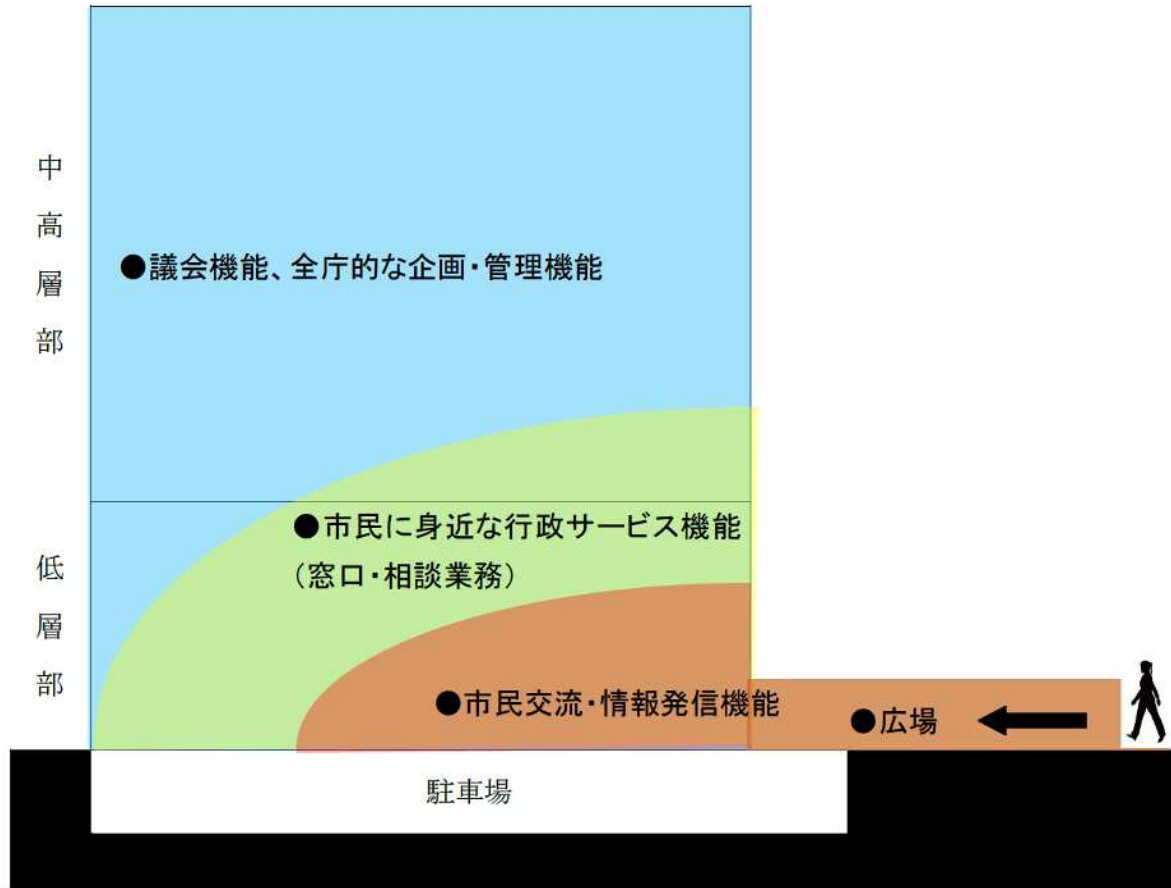 中高層部
●議会機能、全庁的な企画・管理機能
低層部
●市民に身近な行政サービス機能
（窓口・相談業務）
●市民交流・情報発信機能
●広場
駐車場